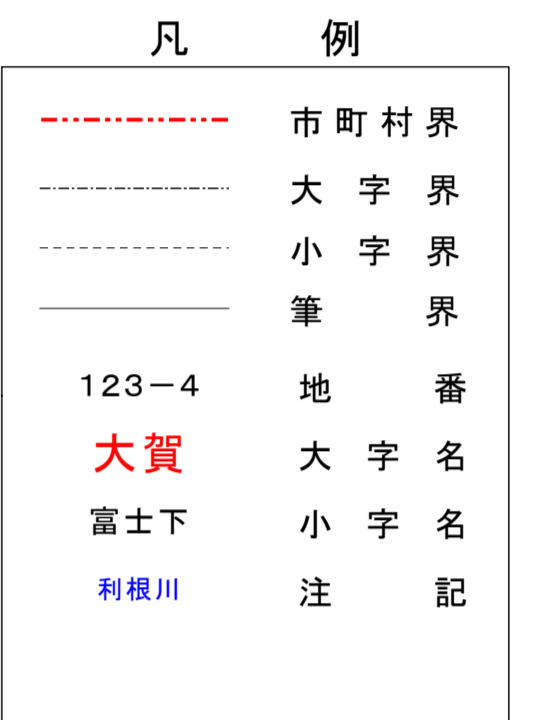 凡 例
市町村界
大字界
小字界
筆界
123−4 地番
大賀 大字名
富士下 小字名
利根川 注記